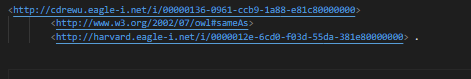 <http://cdrewu.eagle-i.net/i/00000136-0961-ccb9-1a88-e81c80000000>
<http://www.w3.org/2002/07/owl#sameAs>
<http://harvard.eagle-i.net/i/0000012e-6cd0-f03d-55da-381e80000000> .